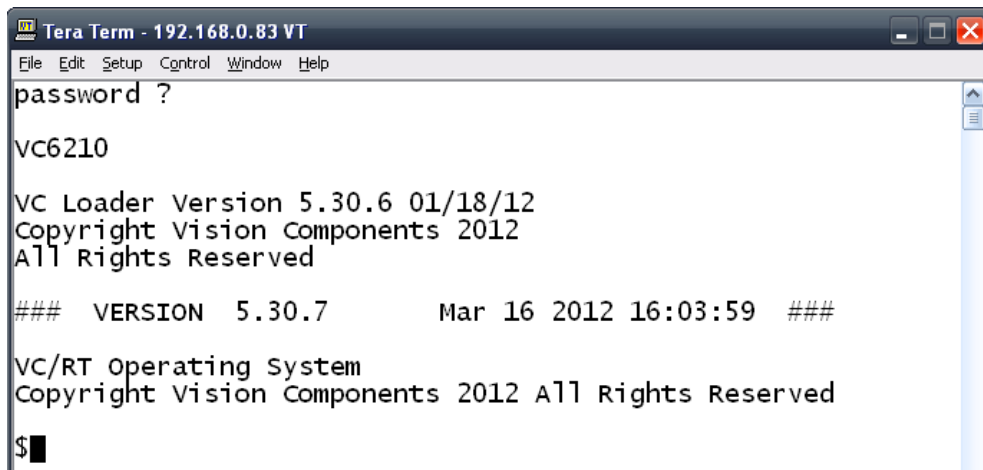 Tera Term - 192.168.0.83 VT
File Edit Setup Control Window Help
password ?
VC6210
VC Loader Version 5.30.6 01/18/12
Copyright Vision Components 2012
All Rights Reserved
### VERSION 5.30.7 Mar 16 2012 16:03:59 ###
VC/RT Operating System
Copyright Vision Components 2012 All Rights Reserved
$